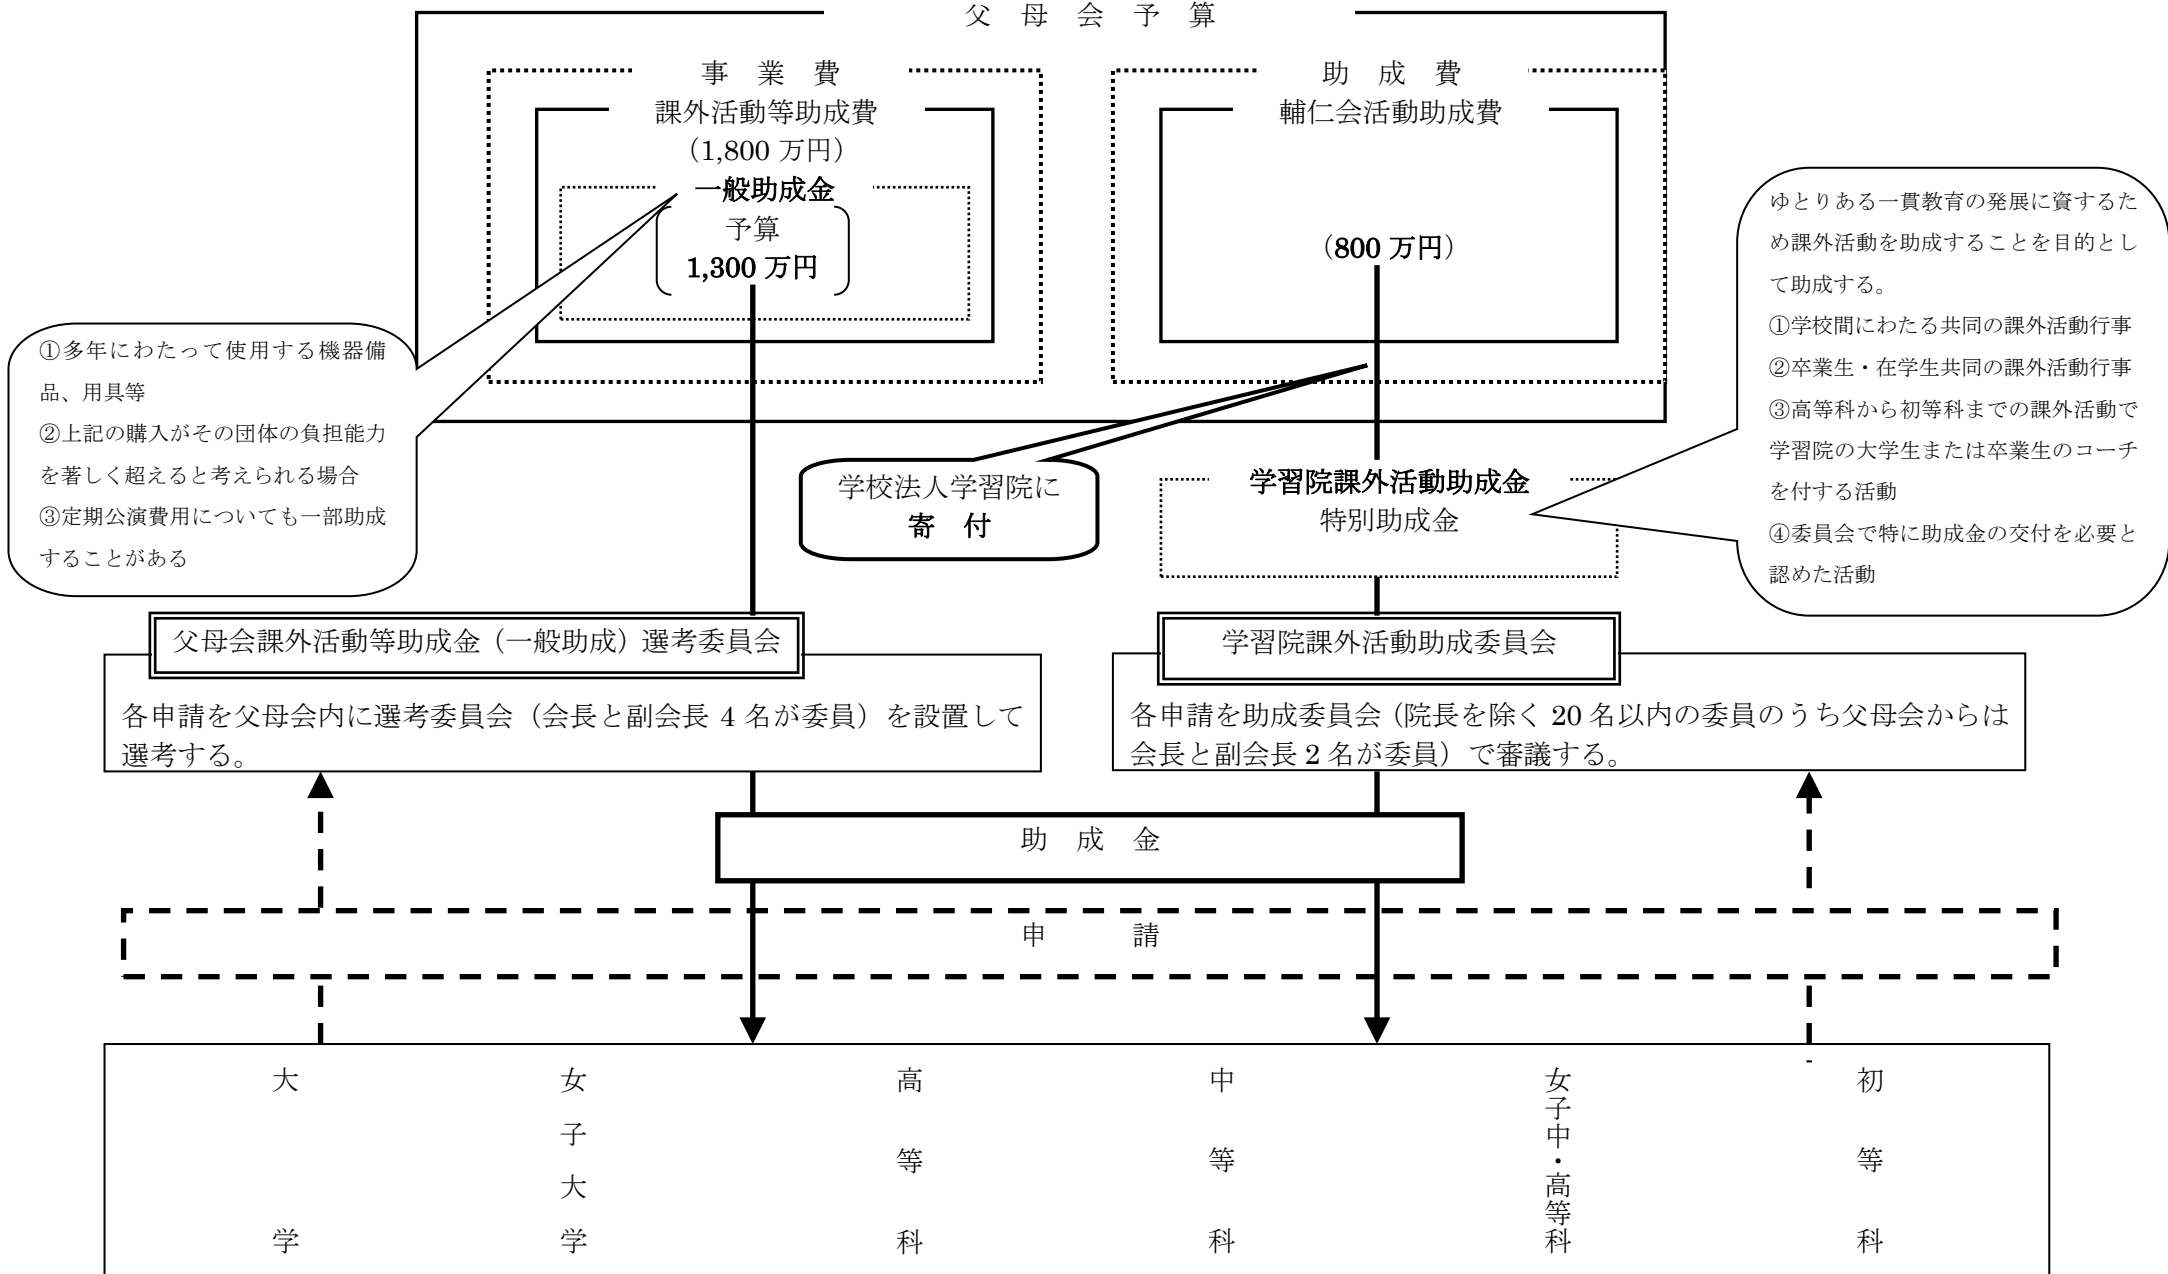 父 母 会 予 算
事 業 費
課外活動等助成費
（1,800 万円）
一般助成金
予算
1,300 万円
助 成 費
輔仁会活動助成費
（800 万円）
①多年にわたって使用する機器備
品、用具等
②上記の購入がその団体の負担能力
を著しく超えると考えられる場合
③定期公演費用についても一部助成
することがある
ゆとりある一貫教育の発展に資するた
め課外活動を助成することを目的とし
て助成する。
①学校間にわたる共同の課外活動行事
②卒業生・在学生共同の課外活動行事
③高等科から初等科までの課外活動で
学習院の大学生または卒業生のコーチ
を付する活動
④委員会で特に助成金の交付を必要と
認めた活動
学校法人学習院に
寄 付
学習院課外活動助成金
特別助成金
父母会課外活動等助成金（一般助成）選考委員会
各申請を父母会内に選考委員会（会長と副会長 4 名が委員）を設置して
選考する。
学習院課外活動助成委員会
各申請を助成委員会（院長を除く 20 名以内の委員のうち父母会からは
会長と副会長 2 名が委員）で審議する。
助 成 金
申 請
大学
女子大学
高等科
中等科
女子中・高等科
初等科